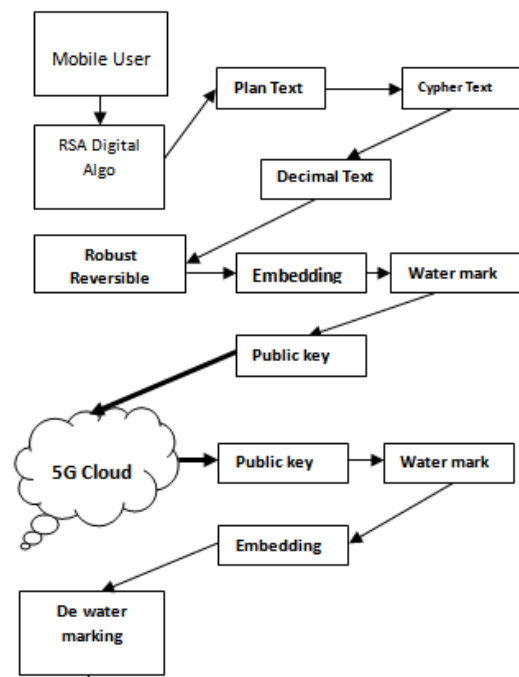 Mobile User
RSA Digital
Algo
Plan Text
Cypher Text
Decimal Text
Robust
Reversible
Embedding
Water mark
Public key
5G Cloud
Public key
Water mark
Embedding
De water
marking